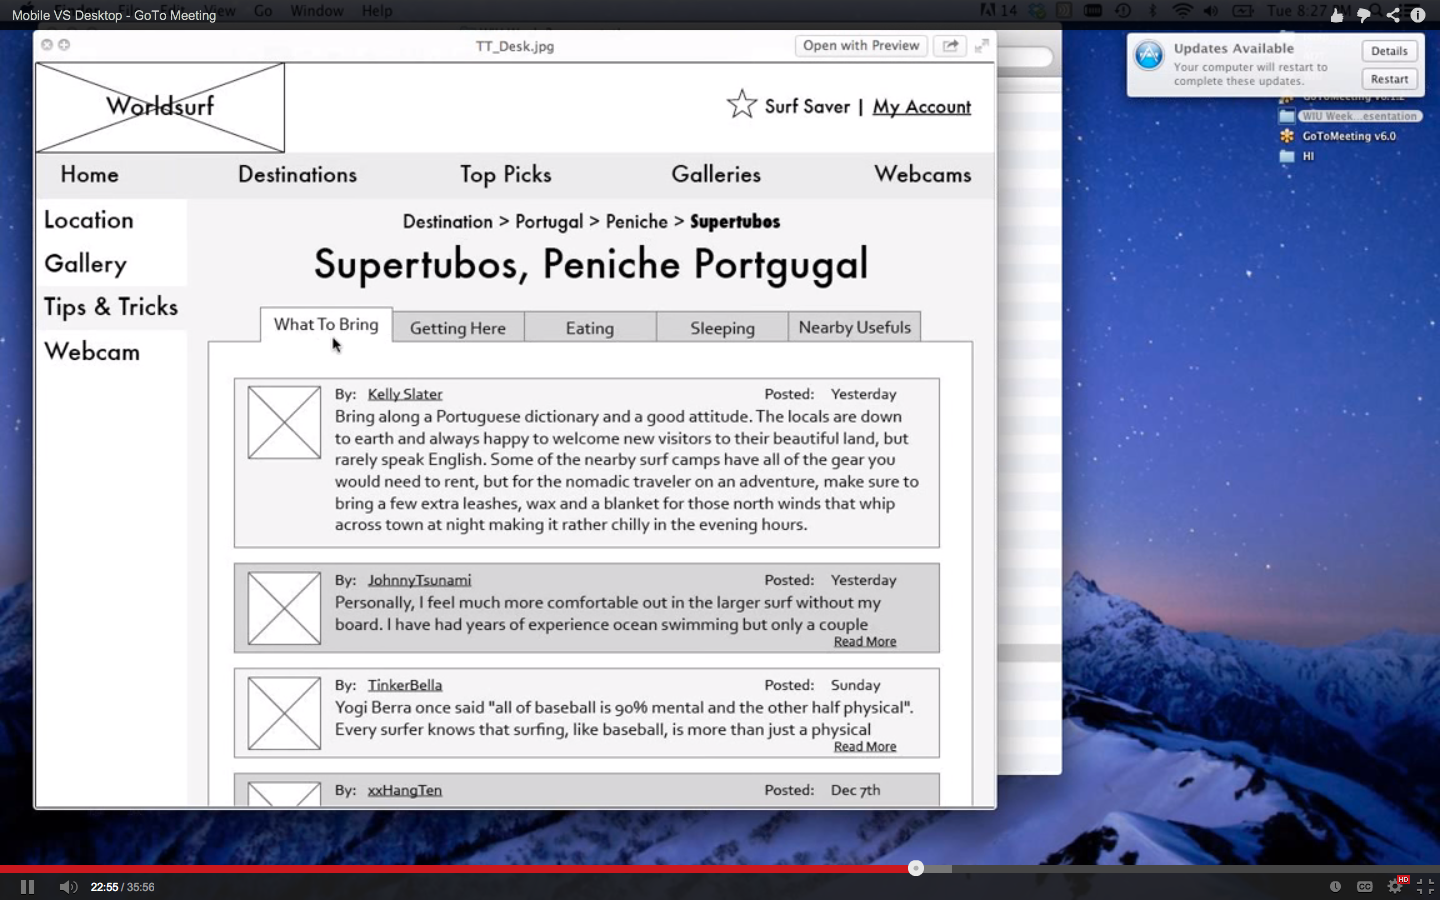 Mobile VS Desktop - GoTo Meeting
Go Window Help
14
Tue 8:27
TT_Desk.jpg
Open with Preview
Updates Available
Your computer will restart to
complete these updates.
Details
Restart
WIU Week...esentation
GoToMeeting v6.0
HI
Worldsurf
Surf Saver | My Account
Home Destinations Top Picks Galleries Webcams
Location
Gallery
Tips & Tricks
Webcam
Destination > Portugal > Peniche > Supertubos
Supertubos, Peniche Portgugal
What To Bring Getting Here Eating Sleeping Nearby Usefuls
By: Kelly Slater Posted: Yesterday
Bring along a Portuguese dictionary and a good attitude. The locals are down
to earth and always happy to welcome new visitors to their beautiful land, but
rarely speak English. Some of the nearby surf camps have all of the gear you
would need to rent, but for the nomadic traveler on an adventure, make sure to
bring a few extra leashes, wax and a blanket for those north winds that whip
across town at night making it rather chilly in the evening hours.
By: JohnnyTsunami Posted: Yesterday
Personally, I feel much more comfortable out in the larger surf without my
board. I have had years of experience ocean swimming but only a couple
Read More
By: TinkerBella Posted: Sunday
Yogi Berra once said "all of baseball is 90% mental and the other half physical".
Every surfer knows that surfing, like baseball, is more than just a physical
Read More
By: xxHangTen Posted: Dec 7th
22:55 / 35:56
CC
HD